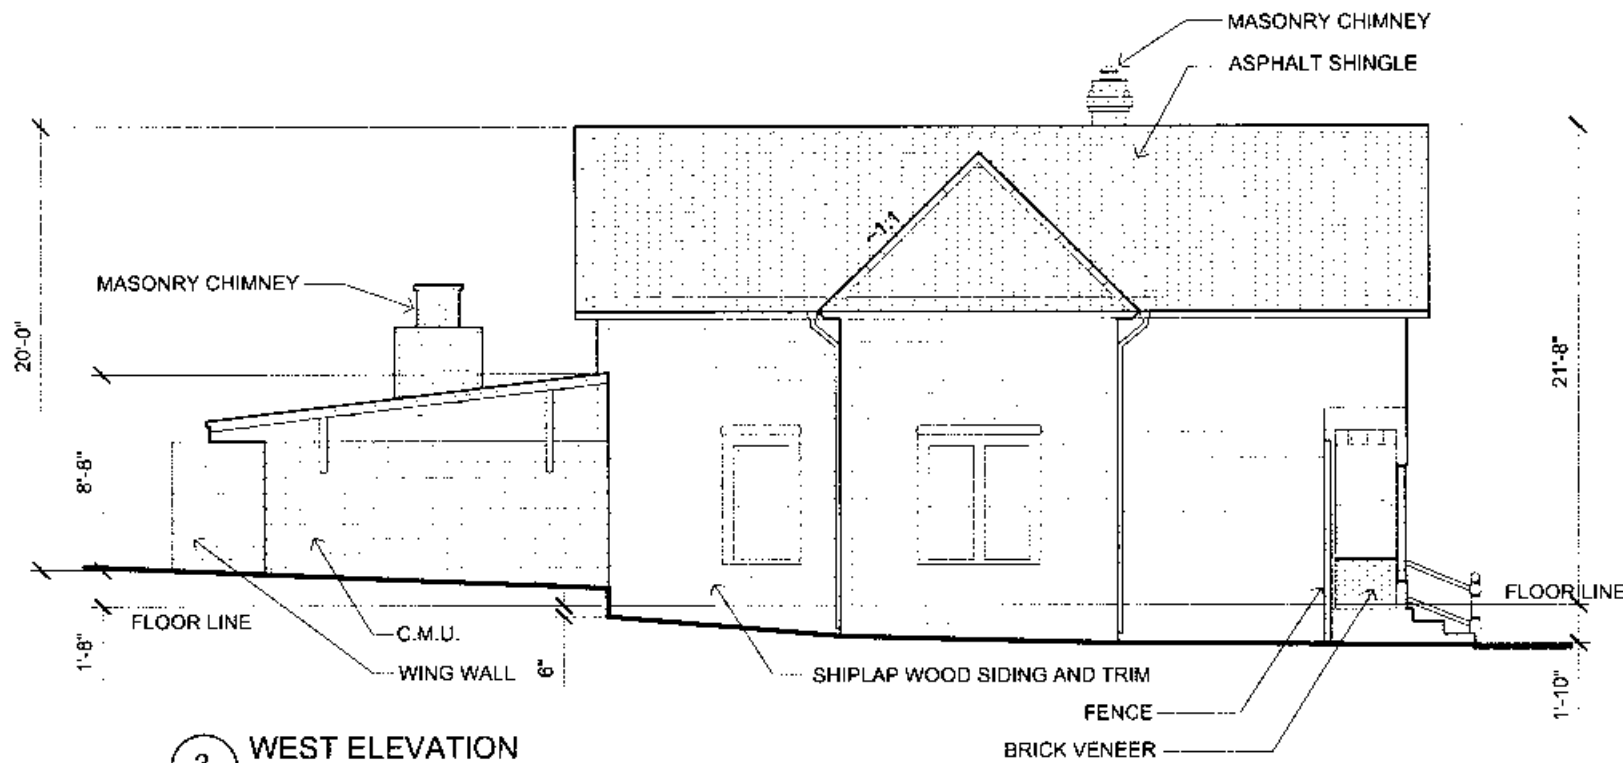 MASONRY CHIMNEY
ASPHALT SHINGLE
~1:1
MASONRY CHIMNEY
20'-0"
21'-8"
8'-8"
FLOOR LINE
FLOOR LINE
C.M.U.
1'-8"
WING WALL
6"
SHIPLAP WOOD SIDING AND TRIM
1'-10"
FENCE
BRICK VENEER
WEST ELEVATION